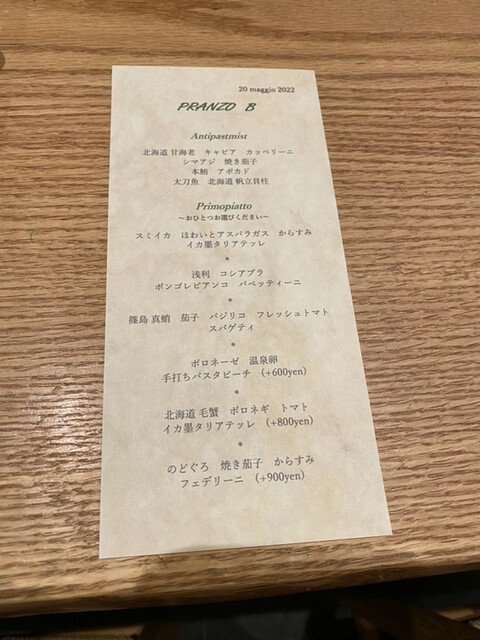 20 maggio 2022
PRANZO B
Antipastmist
北海道 甘海老 キャビア カッペリーニ
シマアジ 焼き茄子
本鮪 アボカド
太刀魚 北海道 帆立貝柱
Primopiatto
～おひとつお選びください～
スミイカ ほわいとアスパラガス からすみ
イカ墨タリアテッレ
*
浅利 コシアブラ
ボンゴレビアンコ バベッティーニ
*
篠島 真蛸 茄子 バジリコ フレッシュトマト
スパゲティ
*
ボロネーゼ 温泉卵
手打ちパスタピーチ (+600yen)
*
北海道 毛蟹 ポロネギ トマト
イカ墨タリアテッレ (+800yen)
*
のどぐろ 焼き茄子 からすみ
フェデリーニ (+900yen)